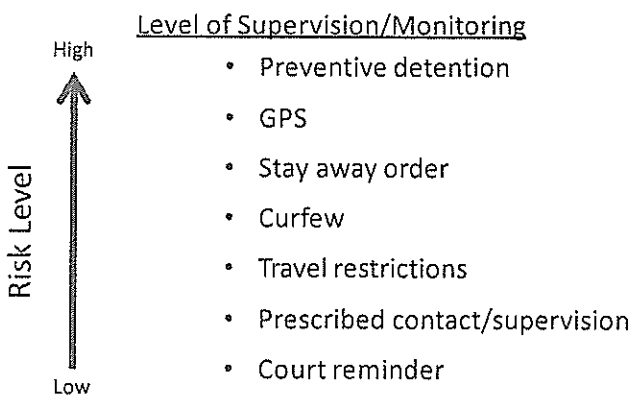 Level of Supervision/Monitoring
High
• Preventive detention
• GPS
• Stay away order
• Curfew
• Travel restrictions
• Prescribed contact/supervision
• Court reminder
Low
Risk Level